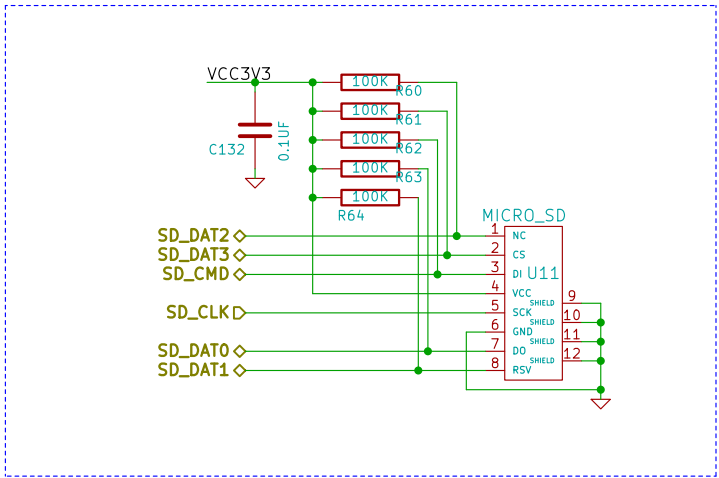 VCC3V3
100K
R60
100K
R61
C132
0.1UF
100K
R62
100K
R63
100K
R64
MICRO_SD
SD_DAT2
1 NC
SD_DAT3
2 CS
SD_CMD
3 DI
U11
4 VCC
SHIELD 9
SD_CLK
5 SCK
SHIELD 10
6 GND
SHIELD 11
SD_DAT0
7 DO
SHIELD 12
SD_DAT1
8 RSV